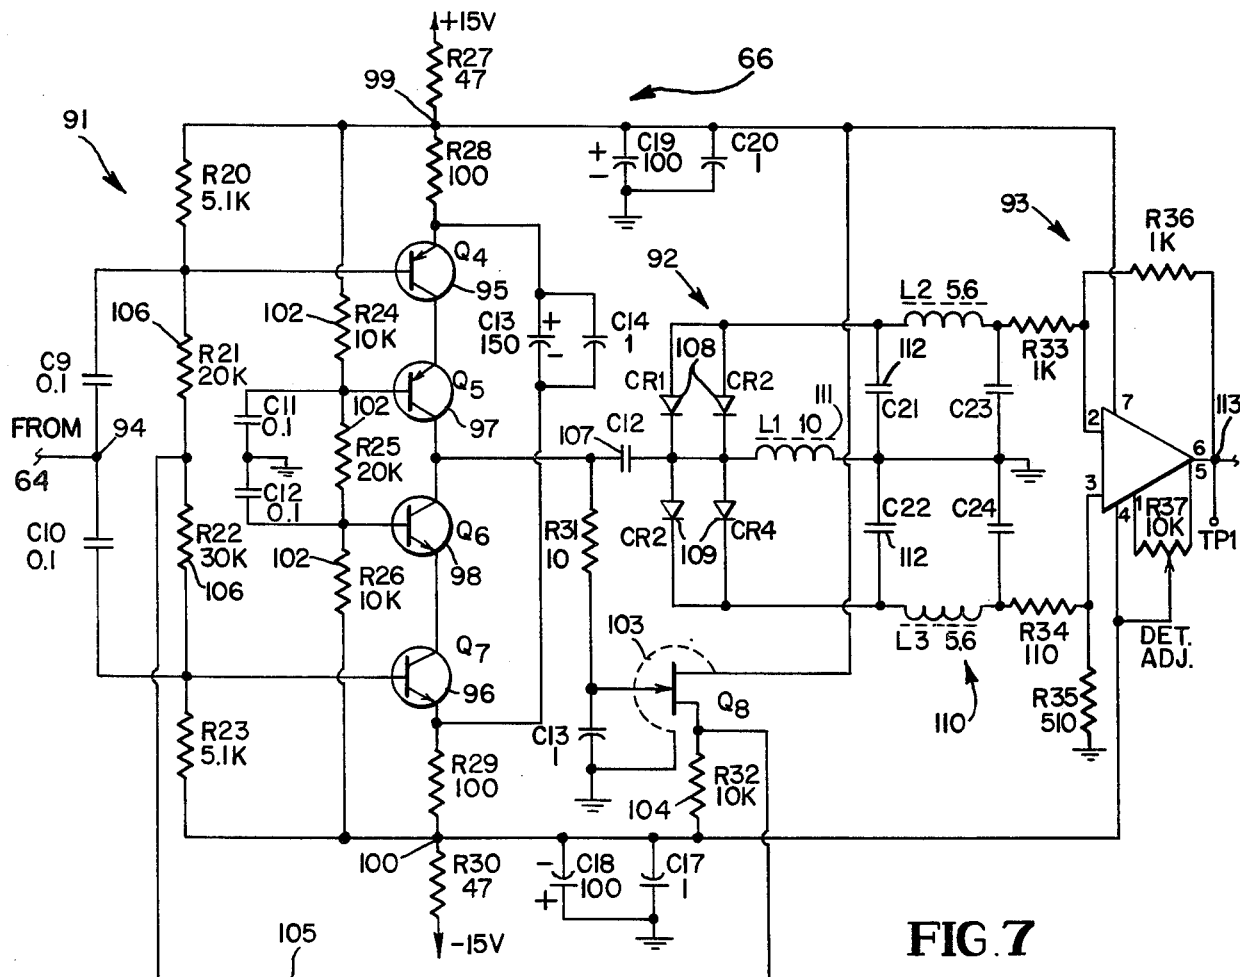 +15V
R27
47
99
66
91
R28
100
+
-
C19
100
C20
1
R20
5.1K
Q4
95
93
R36
1K
92
106
102
R24
10K
C13
150
+
-
C14
1
L2 5.6
C9
0.1
R21
20K
108
112
R33
1K
Q5
CR1
CR2
C21
C23
7
FROM
94
64
C11
0.1
102
97
107
C12
L1 10
111
2
113
R25
20K
6
5
C12
0.1
3
C10
0.1
R22
30K
106
Q6
98
R31
10
CR2
109
CR4
C22
112
C24
4
1
R37
10K
TP1
102
R26
10K
103
L3 5.6
R34
110
DET.
ADJ.
Q7
96
Q8
110
R35
510
R23
5.1K
C13
1
R29
100
104
R32
10K
100
R30
47
-
+
C18
100
C17
1
-15V
105
FIG. 7